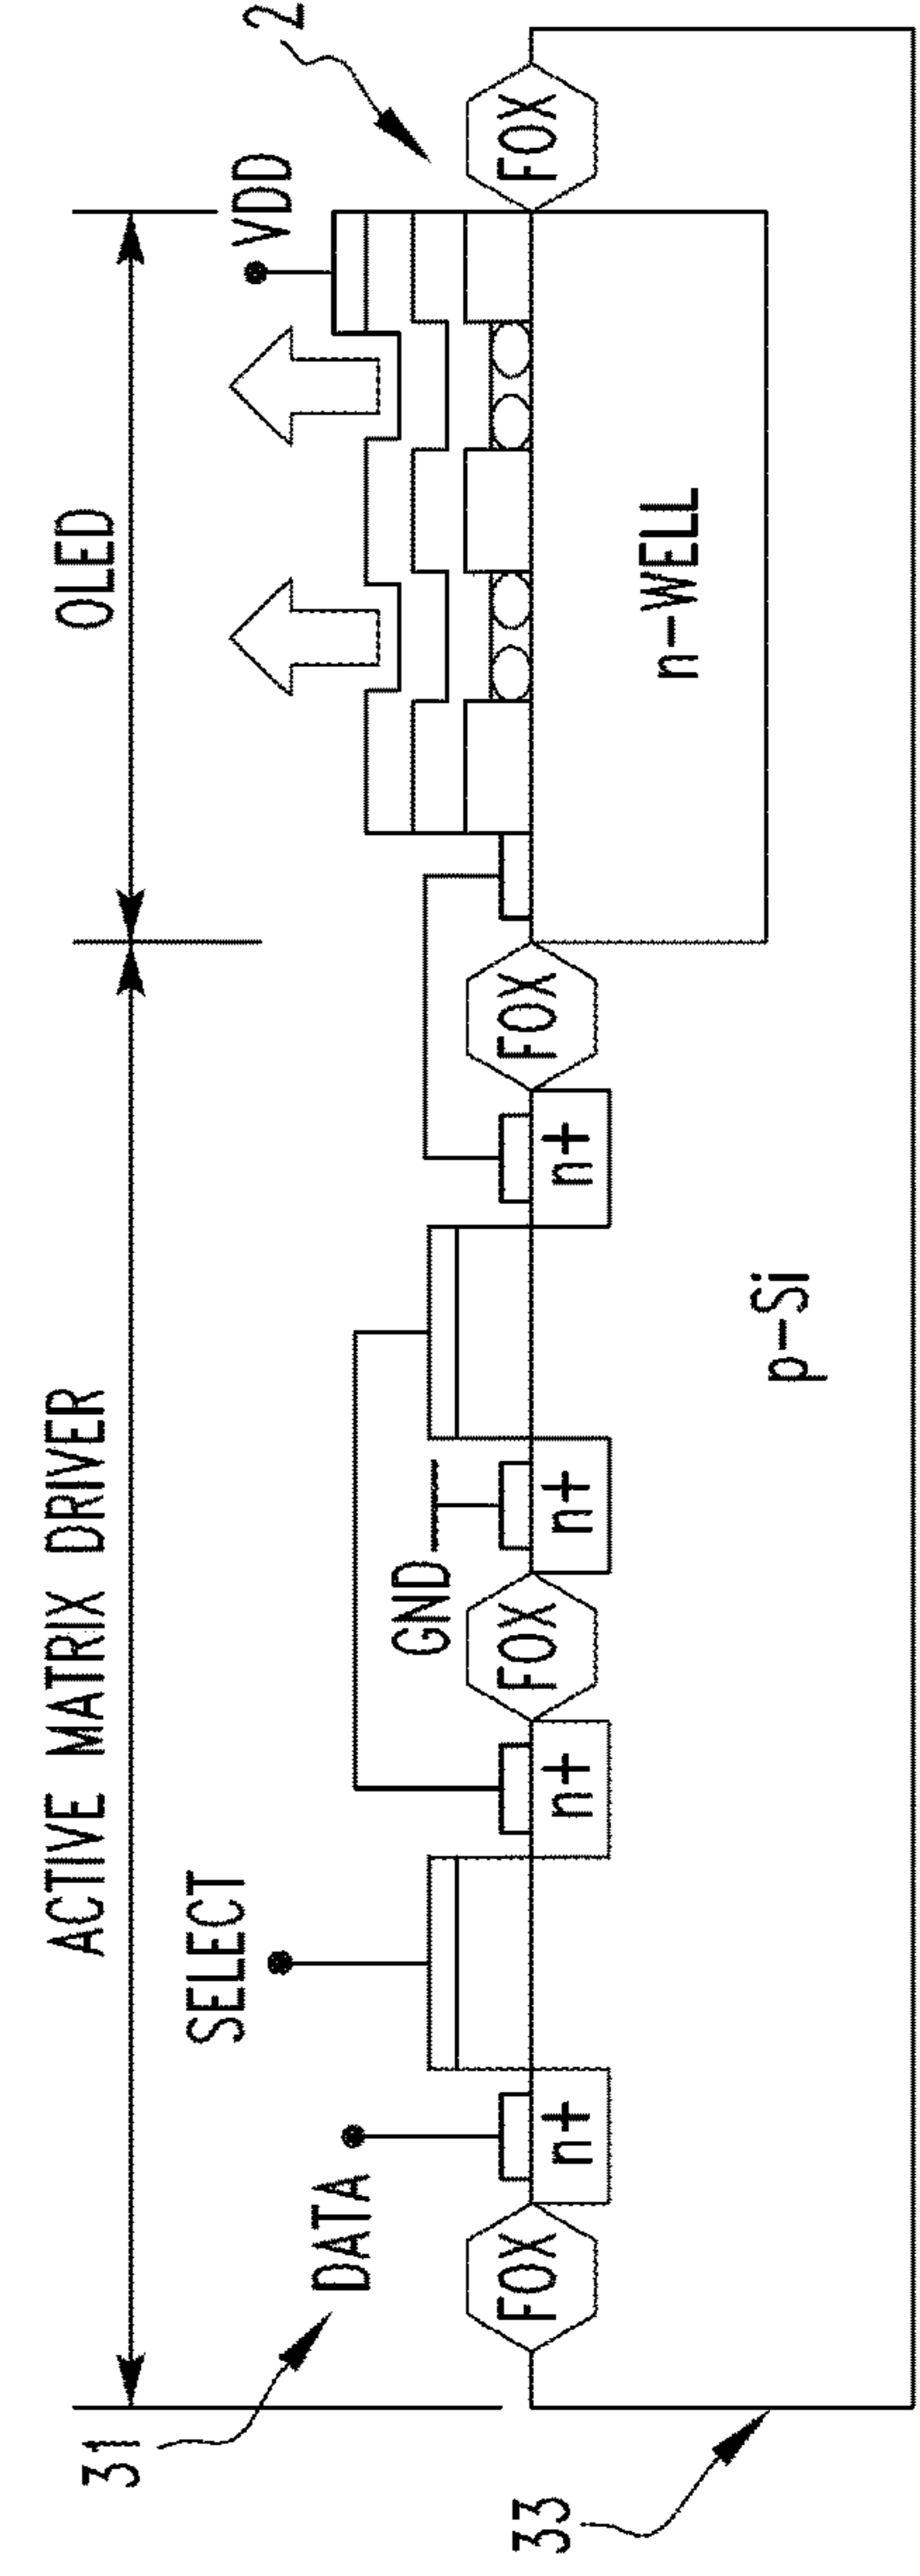 ACTIVE MATRIX DRIVER
OLED
31
2
SELECT
VDD
DATA
GND
FOX
n+
n+
FOX
n+
n+
FOX
FOX
n-WELL
p-Si
33